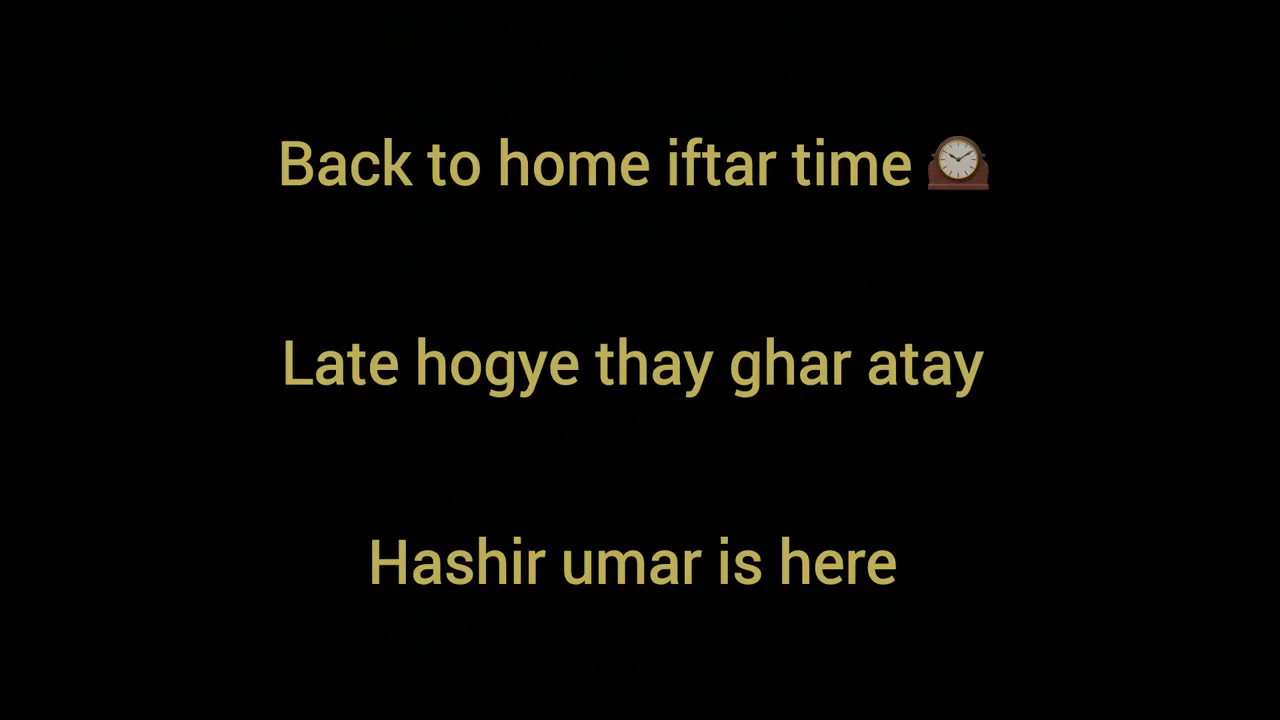 Back to home iftar time 🕰️
Late hogye thay ghar atay
Hashir umar is here